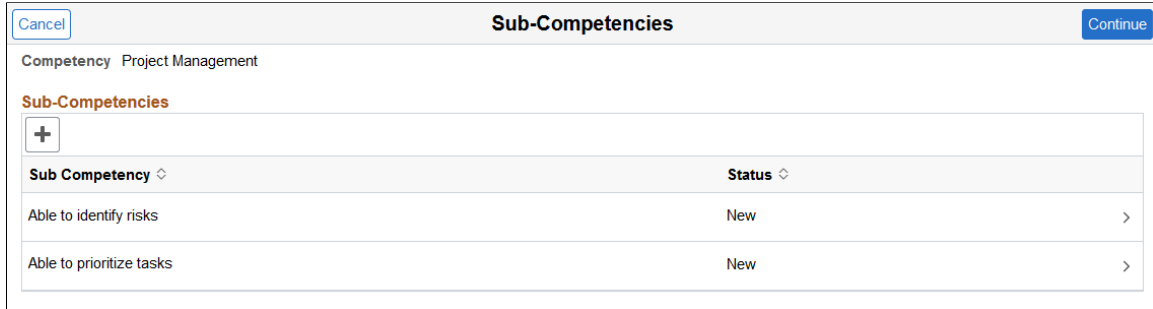 Cancel Sub-Competencies Continue
Competency Project Management
Sub-Competencies
Sub Competency Status
Able to identify risks New
Able to prioritize tasks New